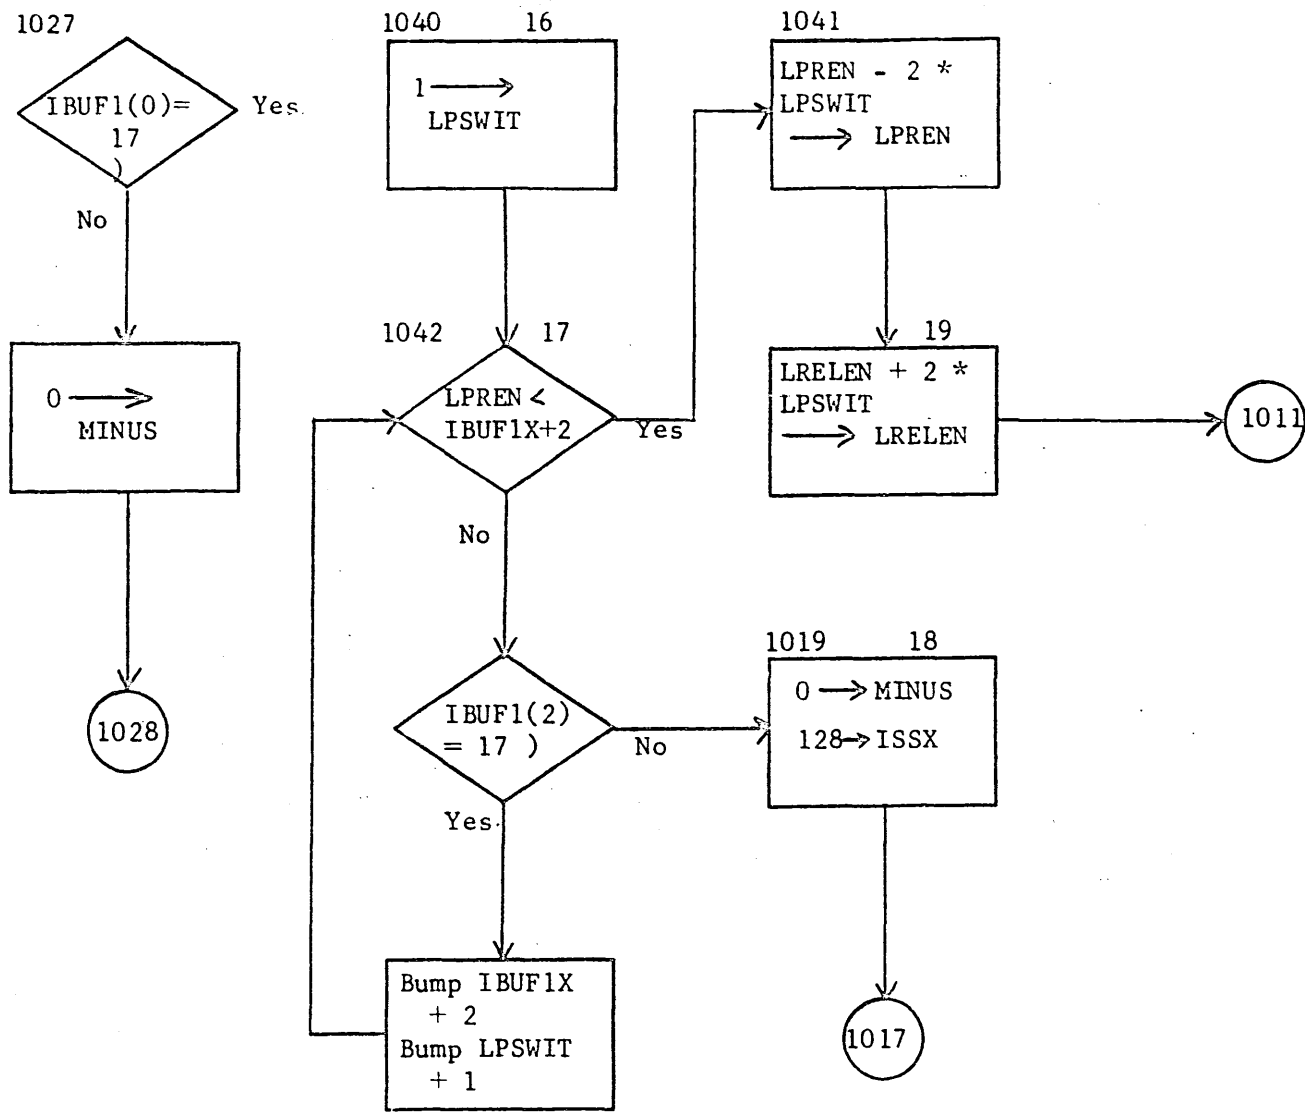 1027
IBUF1(0)=
17
)
Yes
No
0
MINUS
1028
1040 16
1
LPSWIT
1042 17
LPREN <
IBUF1X+2
Yes
No
IBUF1(2)
= 17 )
No
Yes
Bump IBUF1X
+ 2
Bump LPSWIT
+ 1
1041
LPREN - 2 *
LPSWIT
LPREN
19
LRELEN + 2 *
LPSWIT
LRELEN
1011
1019 18
0 MINUS
128 ISSX
1017